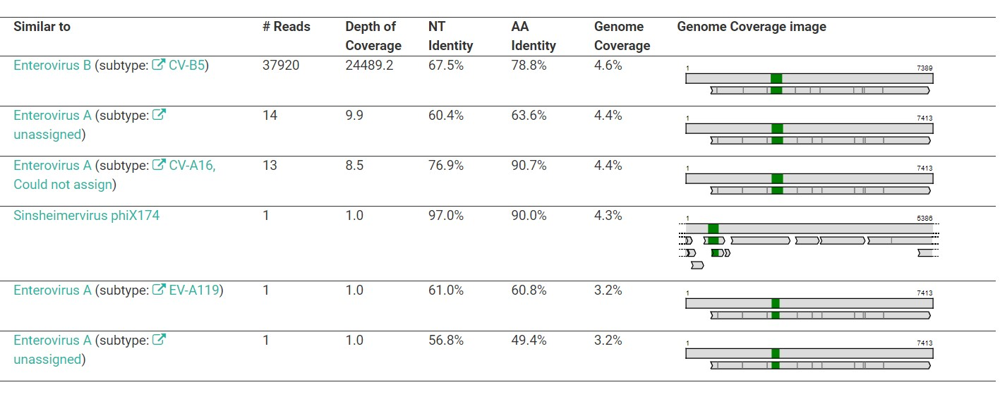 Similar to # Reads Depth of Coverage NT Identity AA Identity Genome Coverage Genome Coverage image
Enterovirus B (subtype: CV-B5) 37920 24489.2 67.5% 78.8% 4.6% 1 7389
Enterovirus A (subtype: unassigned) 14 9.9 60.4% 63.6% 4.4% 1 7413
Enterovirus A (subtype: CV-A16, Could not assign) 13 8.5 76.9% 90.7% 4.4% 1 7413
Sinsheimervirus phiX174 1 1.0 97.0% 90.0% 4.3% 1 5386
Enterovirus A (subtype: EV-A119) 1 1.0 61.0% 60.8% 3.2% 1 7413
Enterovirus A (subtype: unassigned) 1 1.0 56.8% 49.4% 3.2% 1 7413